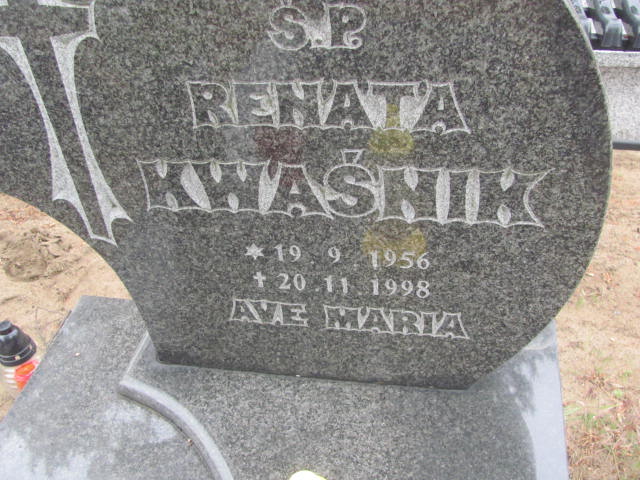 Ś.P.
RENATA
KWAŚNIK
* 19.9.1956
✝ 20.11.1998
AVE MARIA